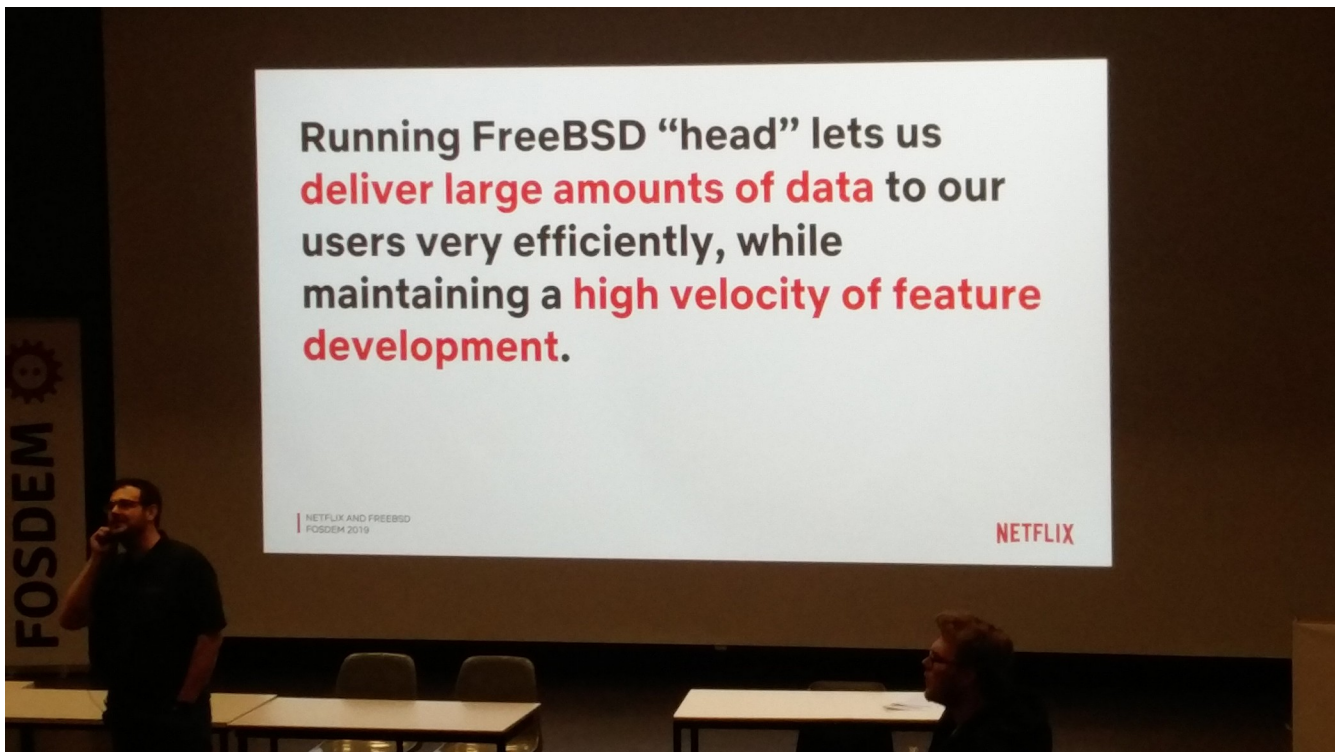 Running FreeBSD “head” lets us
deliver large amounts of data to our
users very efficiently, while
maintaining a high velocity of feature
development.
NETFLIX AND FREEBSD
FOSDEM 2019
NETFLIX
FOSDEM